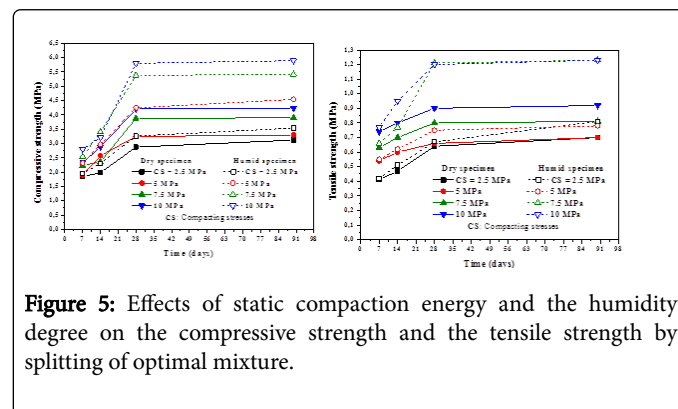 6,5
6,0
5,5
5,0
4,5
4,0
3,5
3,0
2,5
2,0
1,5
1,0
0,5
0,0
Compressive strength (MPa)
Dry specimen Humid specimen
CS = 2.5 MPa CS = 2.5 MPa
5 MPa 5 MPa
7.5 MPa 7.5 MPa
10 MPa 10 MPa
CS: Compacting stresses
0 7 14 21 28 35 42 49 56 63 70 77 84 91 98
Time (days)
1,3
1,2
1,1
1,0
0,9
0,8
0,7
0,6
0,5
0,4
0,3
0,2
0,1
0,0
Tensile strength (MPa)
Dry specimen Humid specimen
CS = 2.5 MPa CS = 2.5 MPa
5 MPa 5 MPa
7.5 MPa 7.5 MPa
10 MPa 10 MPa
CS: Compacting stresses
0 7 14 21 28 35 42 49 56 63 70 77 84 91 98
Time (days)
Figure 5: Effects of static compaction energy and the humidity
degree on the compressive strength and the tensile strength by
splitting of optimal mixture.